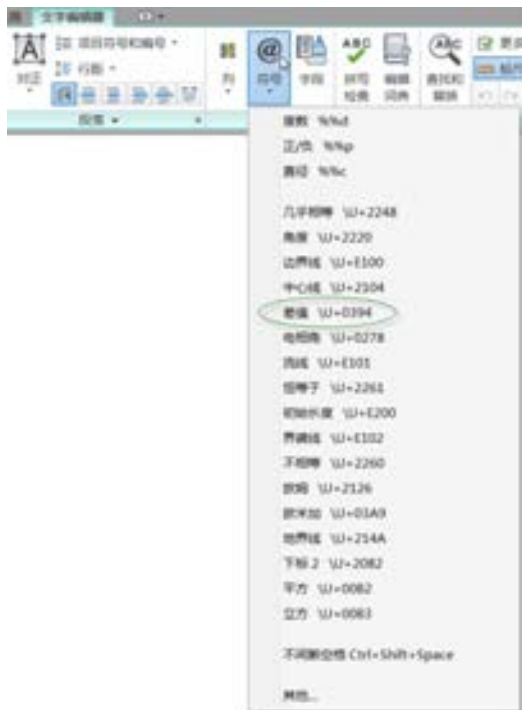 文字编辑器
项目符号和编号
行距
对正
段落
列
@
符号
字段
ABC
拼写检查
编辑词典
ABC
查找和替换
度数 %%d
正/负 %%p
直径 %%c
几乎相等 \U+2248
角度 \U+2220
边界线 \U+E100
中心线 \U+2104
差值 \U+0394
电相角 \U+0278
流线 \U+E101
恒等于 \U+2261
初始长度 \U+E200
界碑线 \U+E102
不相等 \U+2260
欧姆 \U+2126
欧米加 \U+03A9
地界线 \U+214A
下标 2 \U+2082
平方 \U+00B2
立方 \U+00B3
不间断空格 Ctrl+Shift+Space
其他...